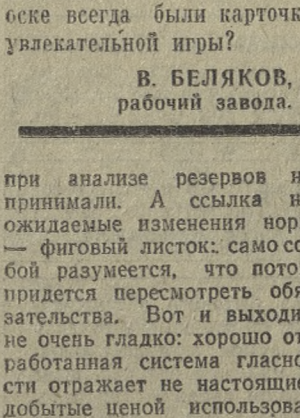 оске всегда были карточк
увлекательной игры?
В. БЕЛЯКОВ,
рабочий завода.
при анализе резервов н
принимали. А ссылка н
ожидаемые изменения нор
— фиговый листок: само со
бой разумеется, что пото
придется пересмотреть обя
зательства. Вот и выходи
не очень гладко: хорошо от
работанная система гласно
сти отражает не настоящие
добытые ценой использова